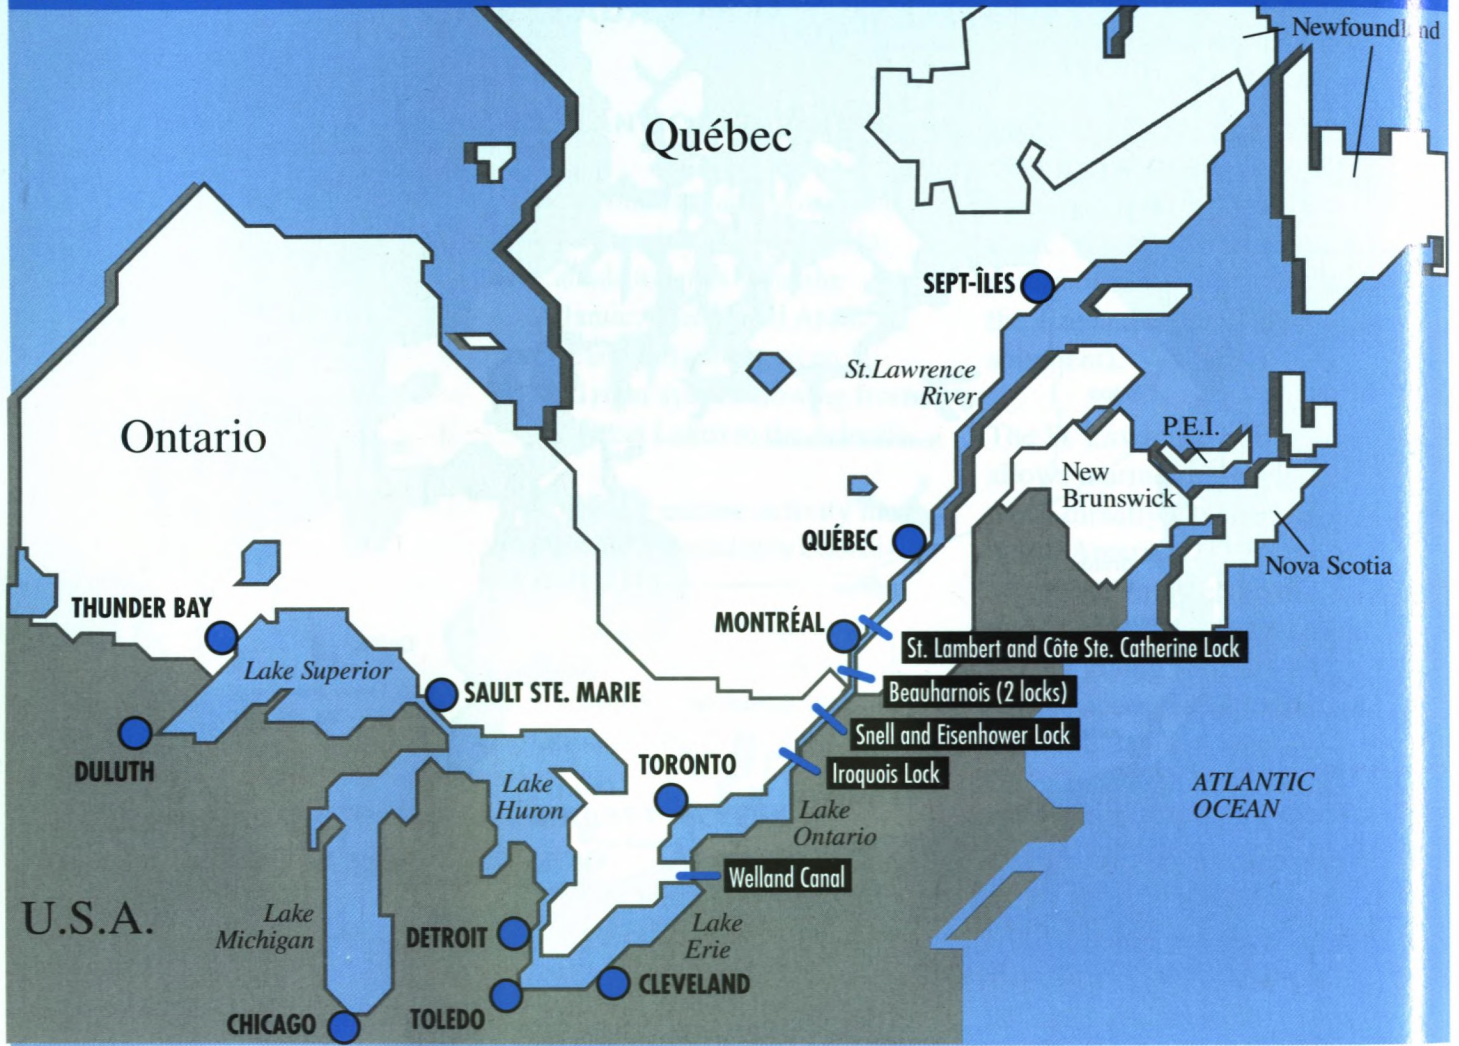 Newfoundland
Québec
SEPT-ÎLES
St.Lawrence
River
Ontario
P.E.I.
New
Brunswick
QUÉBEC
Nova Scotia
THUNDER BAY
MONTRÉAL
St. Lambert and Côte Ste. Catherine Lock
Lake Superior
SAULT STE. MARIE
Beauharnois (2 locks)
Snell and Eisenhower Lock
DULUTH
TORONTO
Iroquois Lock
Lake
Huron
ATLANTIC
OCEAN
Lake
Ontario
Welland Canal
U.S.A.
Lake
Michigan
DETROIT
Lake
Erie
CLEVELAND
TOLEDO
CHICAGO